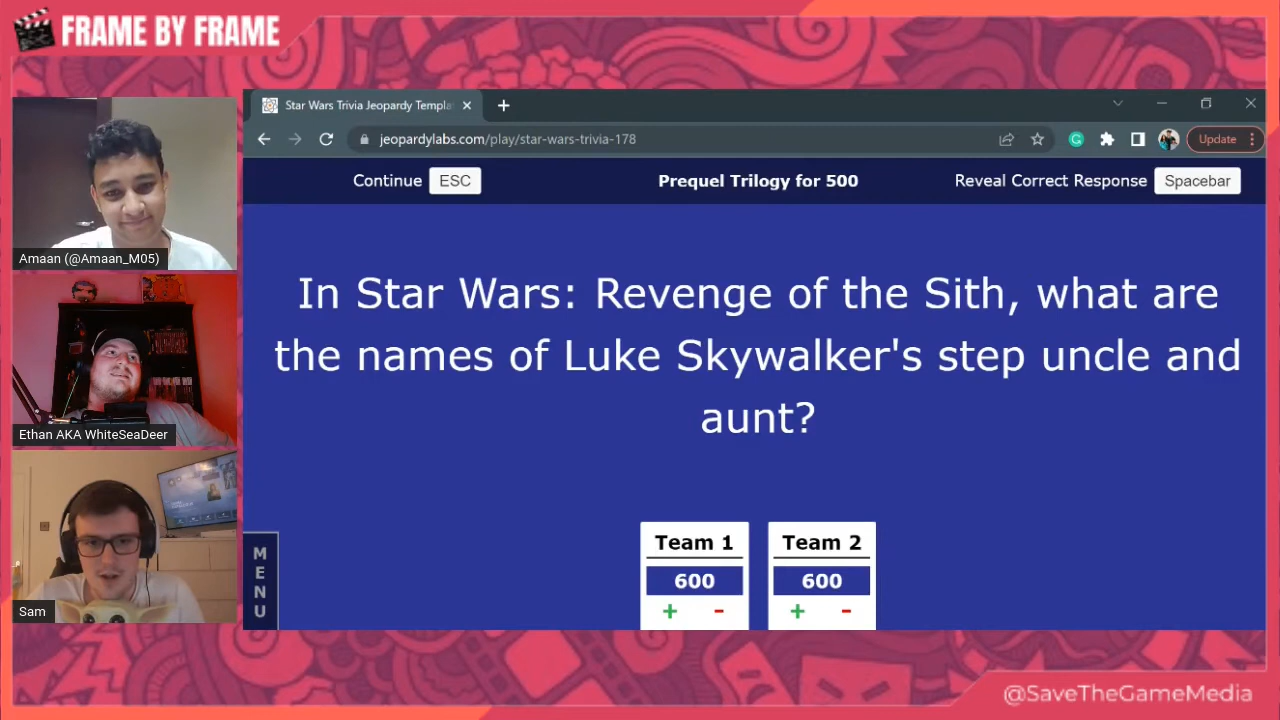 FRAME BY FRAME
Star Wars Trivia Jeopardy Templa
jeopardylabs.com/play/star-wars-trivia-178
Update
Continue ESC
Prequel Trilogy for 500
Reveal Correct Response Spacebar
In Star Wars: Revenge of the Sith, what are
the names of Luke Skywalker's step uncle and
aunt?
Team 1
600
+ -
Team 2
600
+ -
MENU
Amaan (@Amaan_M05)
Ethan AKA WhiteSeaDeer
Sam
@SaveTheGameMedia